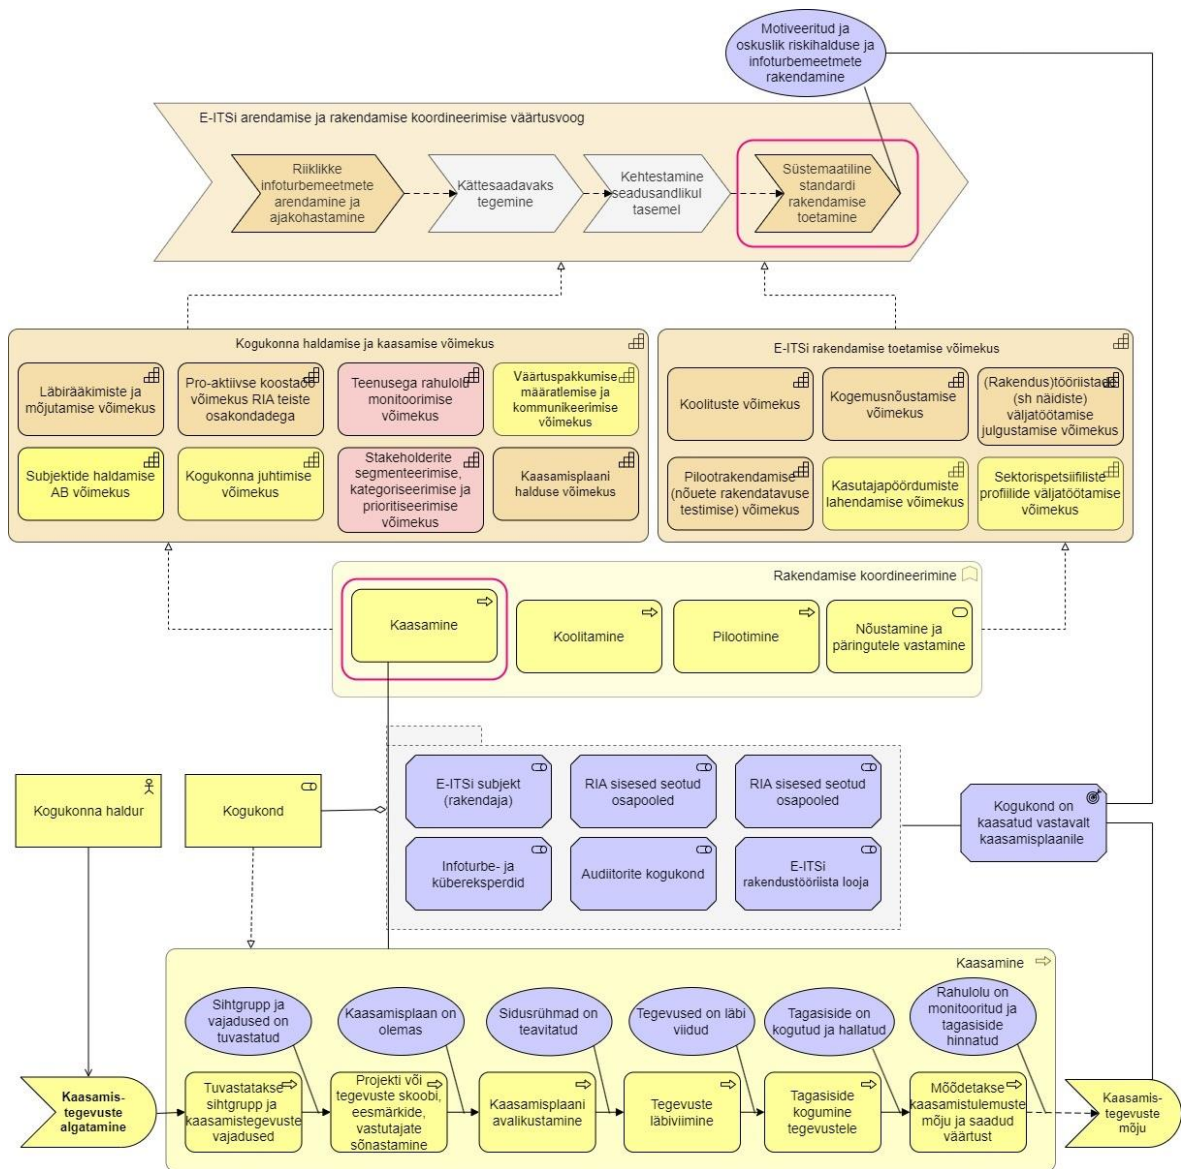 Motiveeritud ja
oskuslik riskihalduse ja
infoturbemeetmete
rakendamine
E-ITSi arendamise ja rakendamise koordineerimise väärtusvoog
Riiklikke
infoturbemeetmete
arendamine ja
ajakohastamine
Kättesaadavaks
tegemine
Kehtestamine
seadusandlikul
tasemel
Süstemaatiline
standardi
rakendamise
toetamine
Kogukonna haldamise ja kaasamise võimekus
Läbirääkimiste ja
mõjutamise võimekus
Pro-aktiivse koostöö
võimekus RIA teiste
osakondadega
Teenusega rahulolu
monitoorimise
võimekus
Väärtuspakkumise
määratlemise ja
kommunikeerimise
võimekus
Subjektide haldamise
AB võimekus
Kogukonna juhtimise
võimekus
Stakeholderite
segmenteerimise,
kategoriseerimise ja
prioritiseerimise
võimekus
Kaasamisplaani
halduse võimekus
E-ITSi rakendamise toetamise võimekus
Koolituste võimekus
Kogemusnõustamise
võimekus
(Rakendus)tööriistade
(sh näidiste)
väljatöötamise
julgustamise võimekus
Pilootrakendamise
(nõuete rakendatavuse
testimise) võimekus
Kasutajapöördumiste
lahendamise võimekus
Sektorispetsiifiliste
profiilide väljatöötamise
võimekus
Rakendamise koordineerimine
Kaasamine
Koolitamine
Pilootimine
Nõustamine ja
päringutele vastamine
Kogukonna haldur
Kogukond
E-ITSi subjekt
(rakendaja)
RIA sisesed seotud
osapooled
RIA sisesed seotud
osapooled
Infoturbe- ja
küübereksperdid
Audiitorite kogukond
E-ITSi
rakendustööriista looja
Kogukond on
kaasatud vastavalt
kaasamisplaanile
Kaasamine
Sihtgrupp ja
vajadused on
tuvastatud
Kaasamisplaan on
olemas
Sidusrühmad on
teavitatud
Tegevused on läbi
viidud
Tagasiside on
kogutud ja hallatud
Rahulolu on
monitooritud ja
tagasiside
hinnatud
Kaasamis-
tegevuste
algatamine
Tuvastatakse
sihtgrupp ja
kaasamistegevuste
vajadused
Projekti või
tegevuste skoobi,
eesmärkide,
vastutajate
sõnastamine
Kaasamisplaani
avalikustamine
Tegevuste
läbiviimine
Tagasiside
kogumine
tegevustele
Mõõdetakse
kaasamistulemuste
mõju ja saadud
väärtust
Kaasamis-
tegevuste
mõju